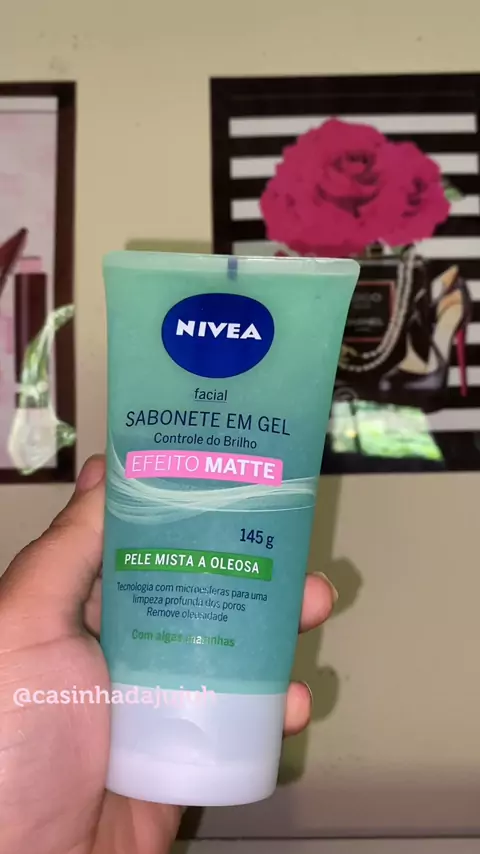 NIVEA
facial
SABONETE EM GEL
Controle do Brilho
EFEITO MATTE
145 g
PELE MISTA A OLEOSA
Tecnologia com microesferas para uma
limpeza profunda dos poros
Remove oleosidade
Com algas marinhas
@casinhadaju